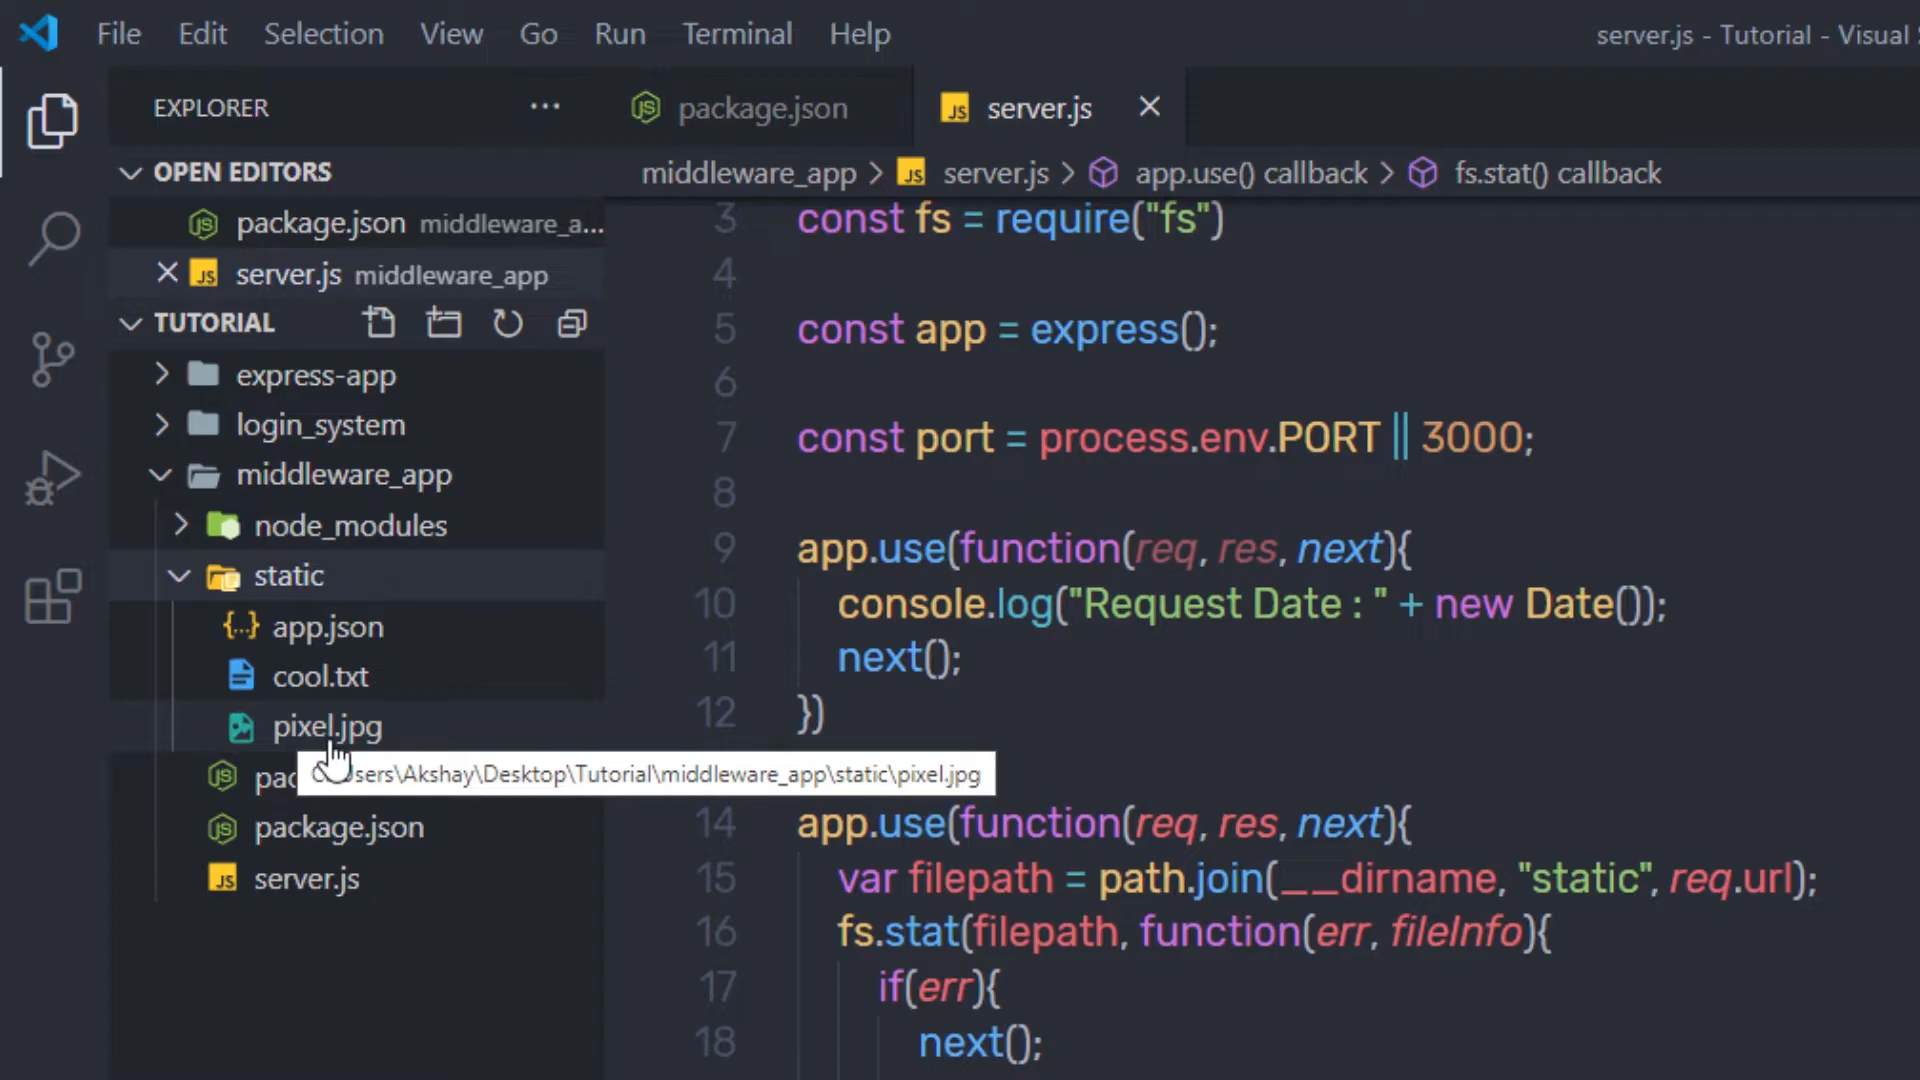 File Edit Selection View Go Run Terminal Help
server.js - Tutorial - Visual
EXPLORER
OPEN EDITORS
package.json middleware_a...
server.js middleware_app
TUTORIAL
express-app
login_system
middleware_app
node_modules
static
app.json
cool.txt
pixel.jpg
pac
package.json
server.js
sers\Akshay\Desktop\Tutorial\middleware_app\static\pixel.jpg
package.json
server.js
middleware_app > server.js > app.use() callback > fs.stat() callback
3 const fs = require("fs")
4
5 const app = express();
6
7 const port = process.env.PORT || 3000;
8
9 app.use(function(req, res, next){
10 console.log("Request Date : " + new Date());
11 next();
12 })
14 app.use(function(req, res, next){
15 var filepath = path.join(__dirname, "static", req.url);
16 fs.stat(filepath, function(err, fileInfo){
17 if(err){
18 next();